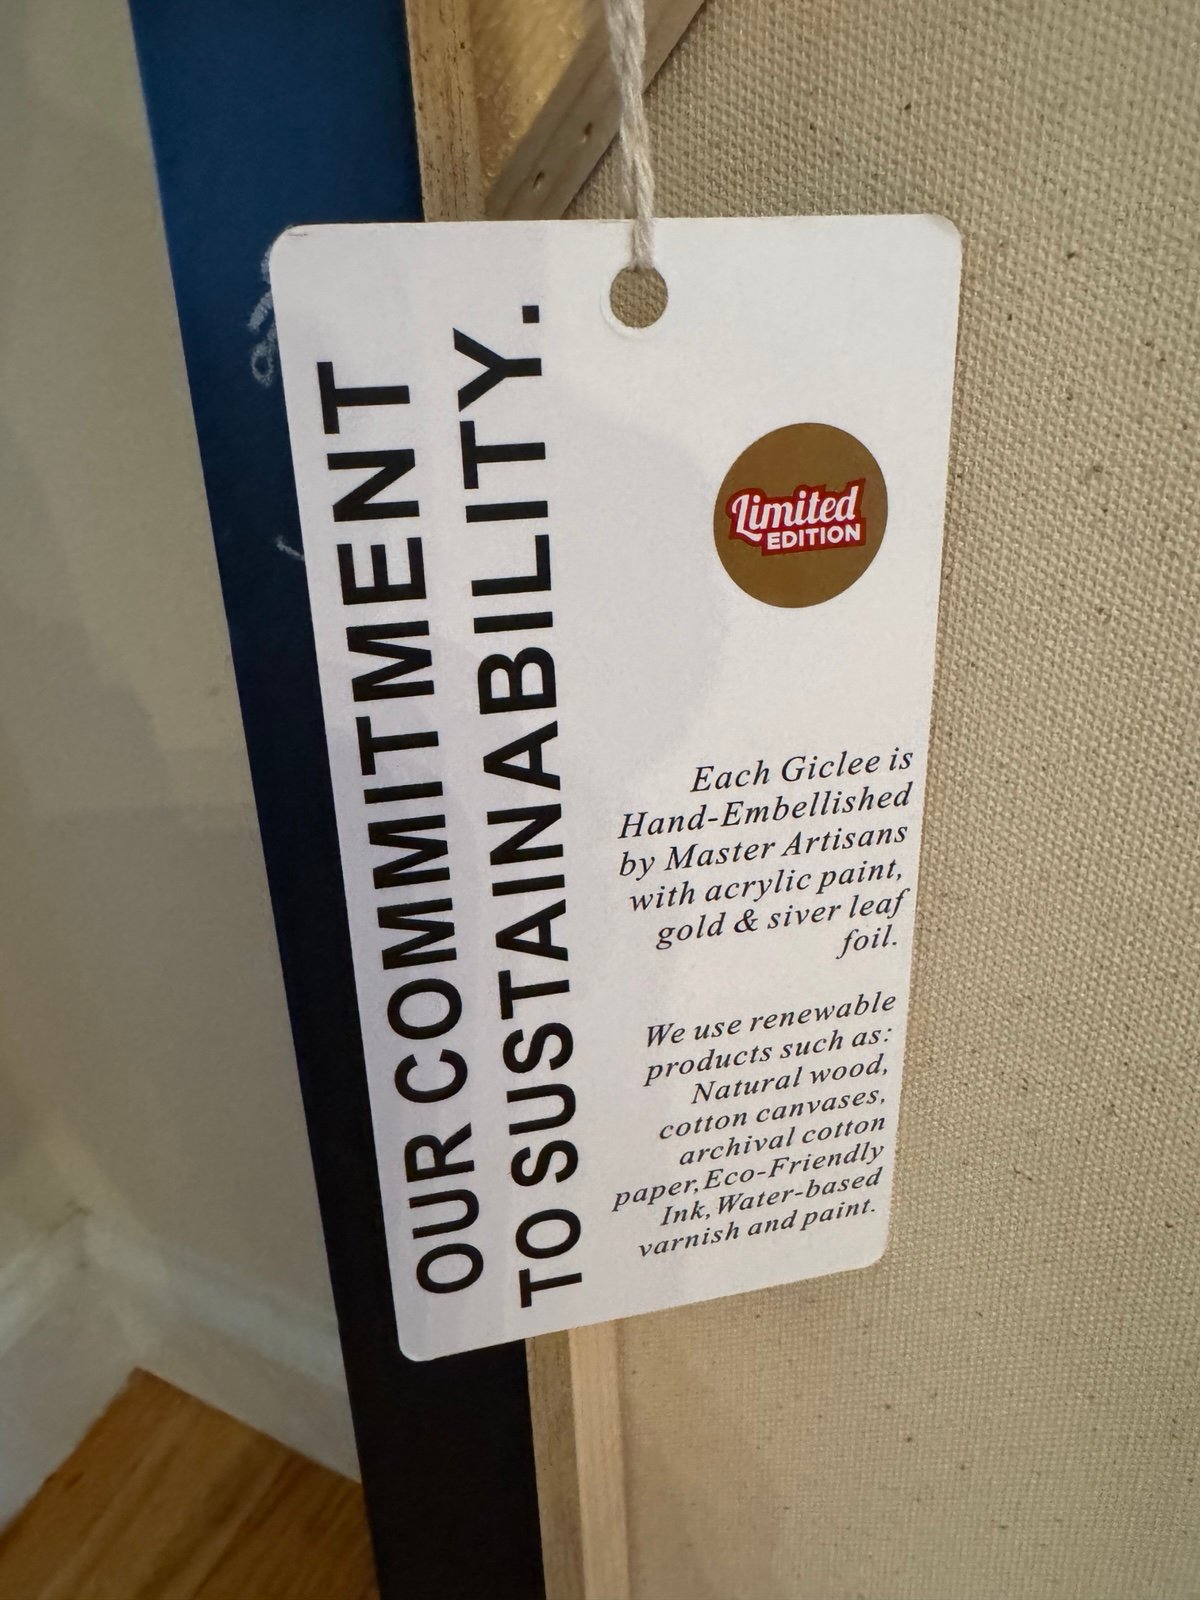 OUR COMMITMENT
TO SUSTAINABILITY.
Limited
EDITION
Each Giclee is
Hand-Embellished
by Master Artisans
with acrylic paint,
gold & siver leaf
foil.
We use renewable
products such as:
Natural wood,
cotton canvases,
archival cotton
paper,Eco-Friendly
Ink,Water-based
varnish and paint.